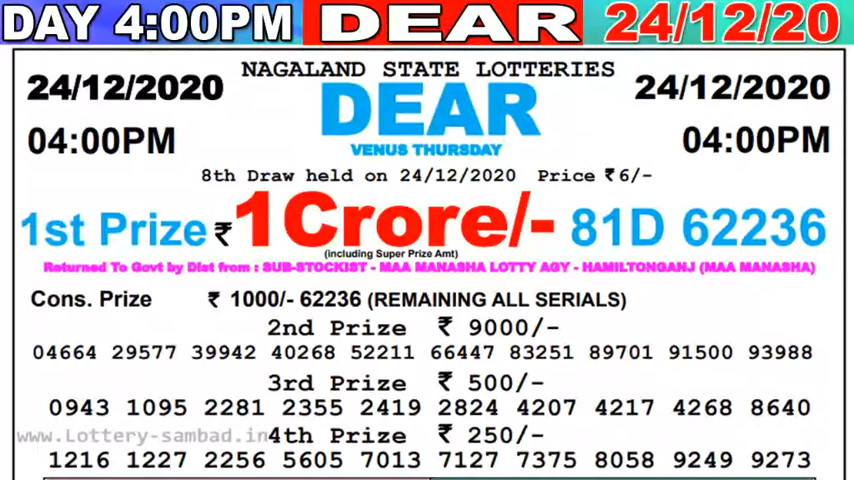 DAY 4:00PM DEAR 24/12/20
24/12/2020 NAGALAND STATE LOTTERIES 24/12/2020
DEAR
04:00PM VENUS THURSDAY 04:00PM
8th Draw held on 24/12/2020 Price ₹6/-
1st Prize ₹1Crore/- 81D 62236
(including Super Prize Amt)
Returned To Govt by Dist from : SUB-STOCKIST - MAA MANASHA LOTTY AGY - HAMILTONGANJ (MAA MANASHA)
Cons. Prize ₹ 1000/- 62236 (REMAINING ALL SERIALS)
2nd Prize ₹ 9000/-
04664 29577 39942 40268 52211 66447 83251 89701 91500 93988
3rd Prize ₹ 500/-
0943 1095 2281 2355 2419 2824 4207 4217 4268 8640
www.Lottery-sambad.in 4th Prize ₹ 250/-
1216 1227 2256 5605 7013 7127 7375 8058 9249 9273